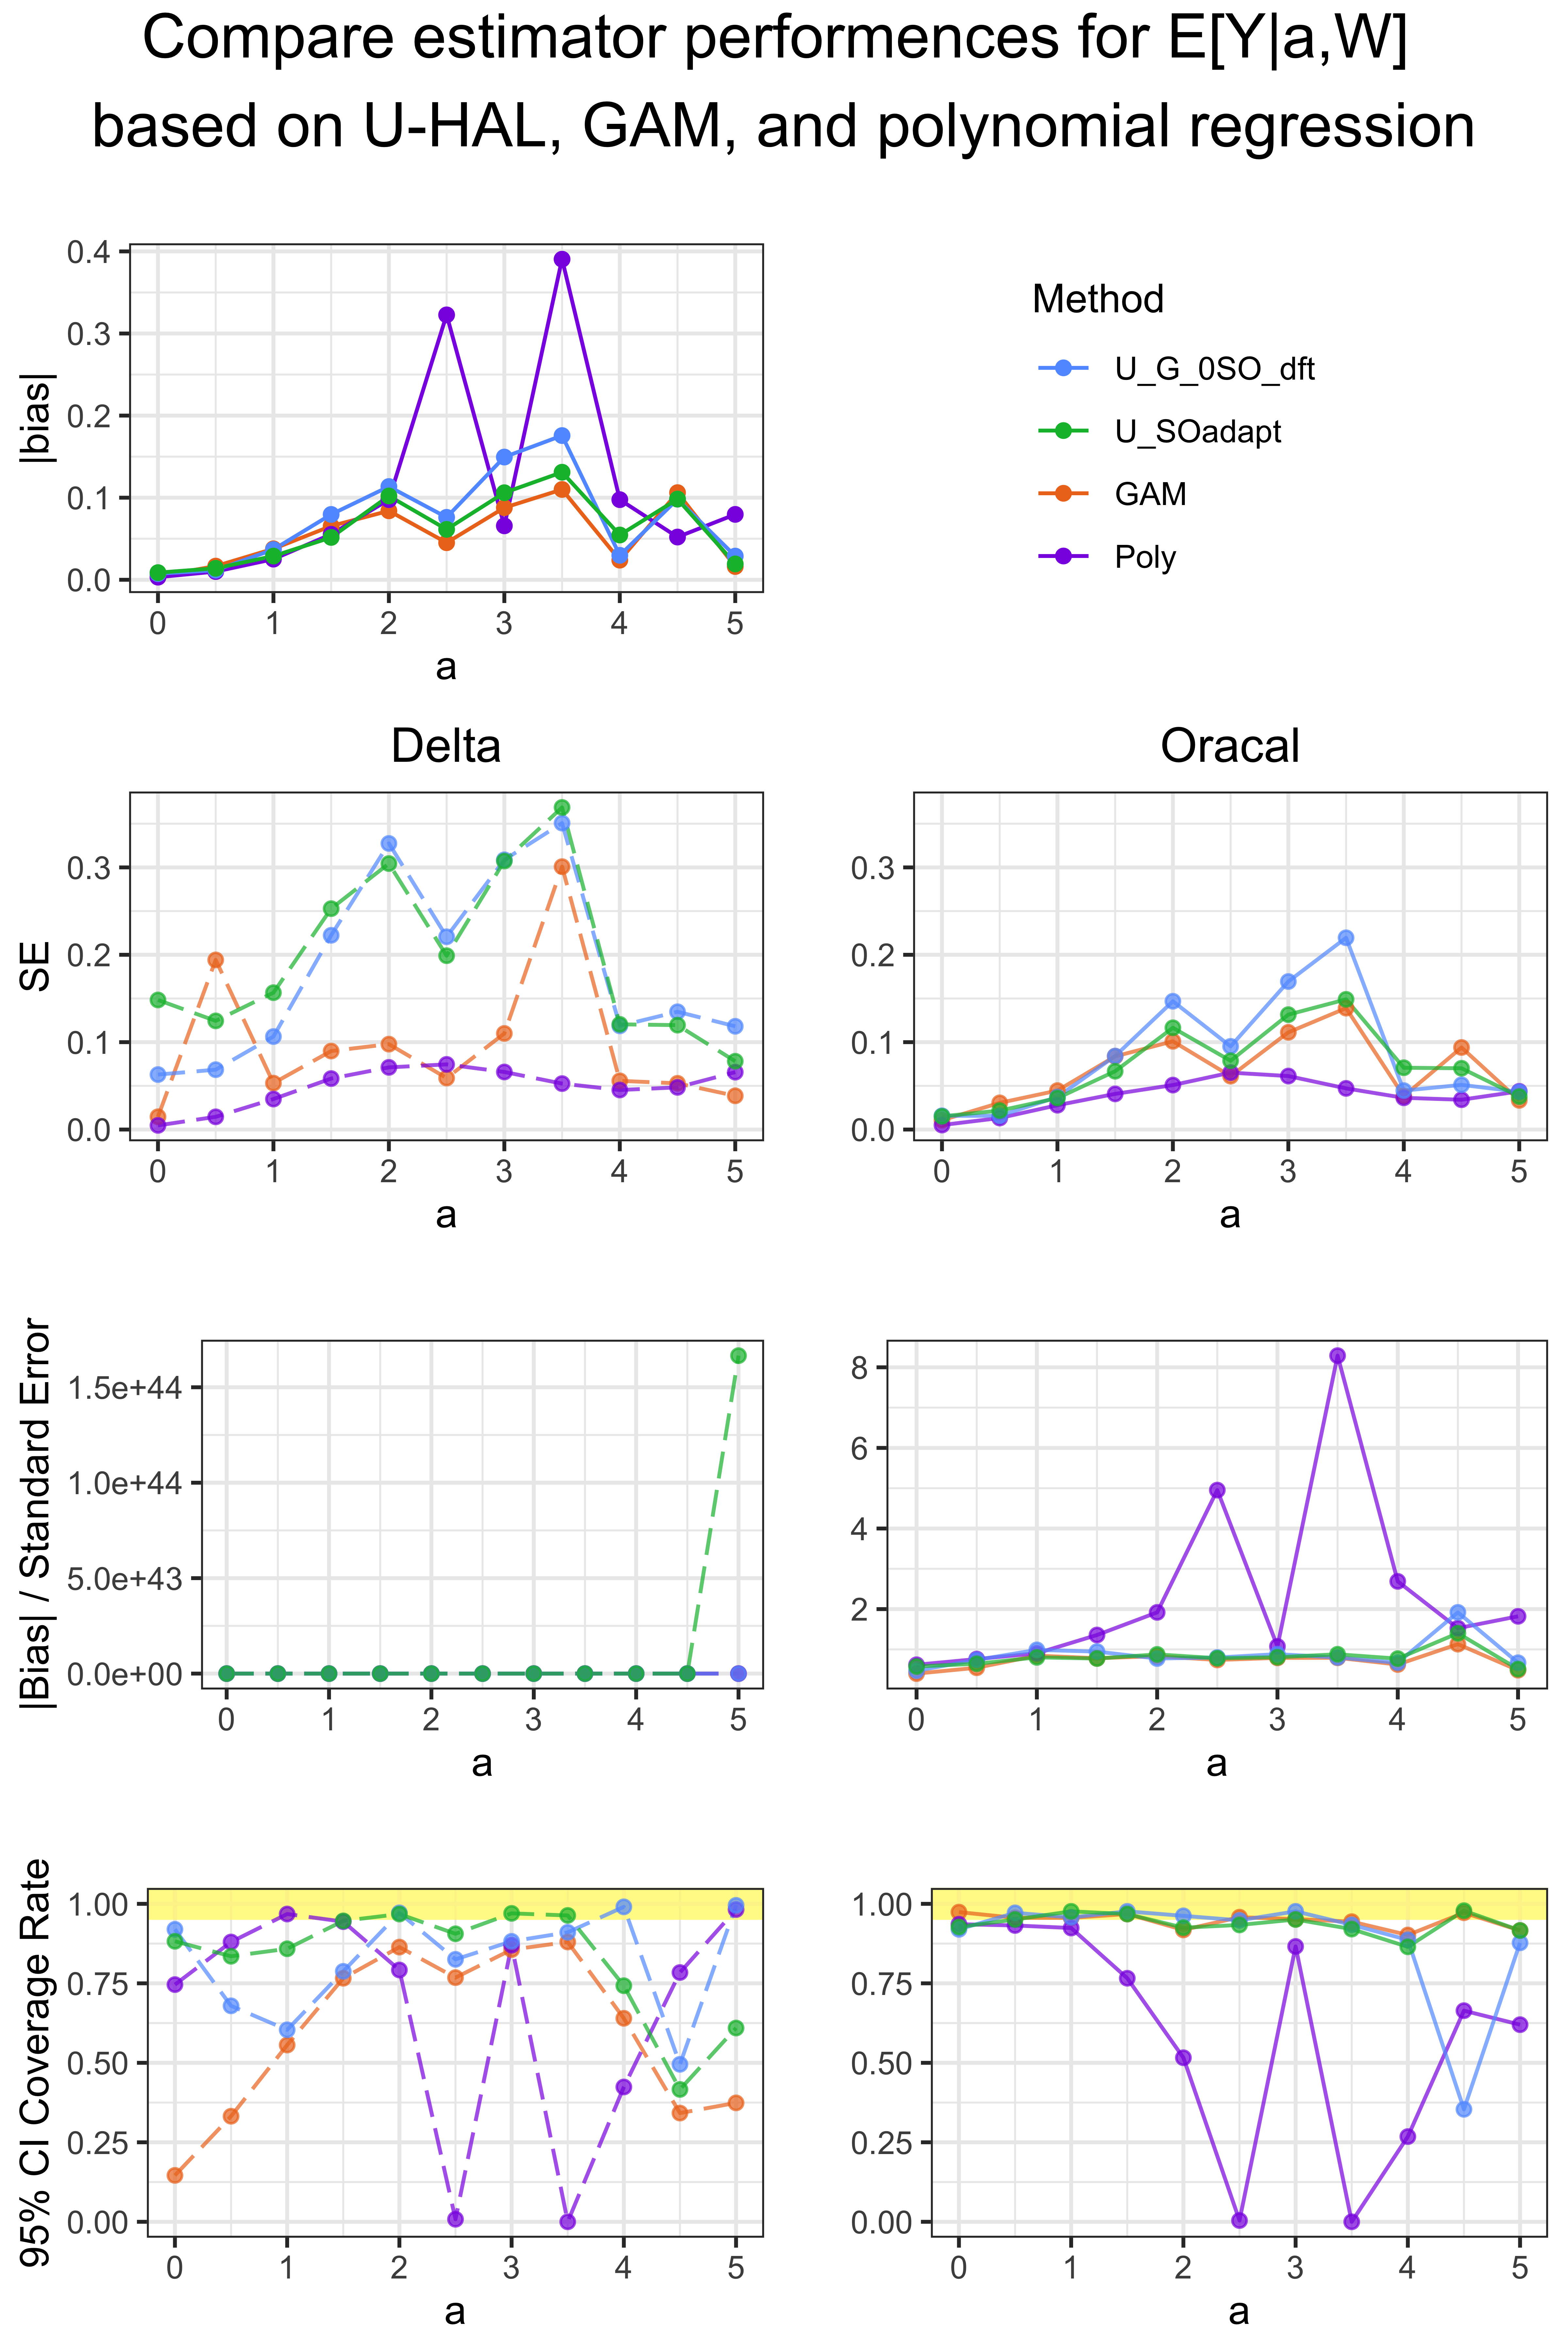 Compare estimator performences for E[Y|a,W]
based on U-HAL, GAM, and polynomial regression
|bias|
0.4
0.3
0.2
0.1
0.0
0 1 2 3 4 5
a
Method
U_G_0SO_dft
U_SOadapt
GAM
Poly
Delta
SE
0.3
0.2
0.1
0.0
0 1 2 3 4 5
a
Oracal
0.3
0.2
0.1
0.0
0 1 2 3 4 5
a
|Bias| / Standard Error
1.5e+44
1.0e+44
5.0e+43
0.0e+00
0 1 2 3 4 5
a
8
6
4
2
0 1 2 3 4 5
a
95% CI Coverage Rate
1.00
0.75
0.50
0.25
0.00
0 1 2 3 4 5
a
1.00
0.75
0.50
0.25
0.00
0 1 2 3 4 5
a